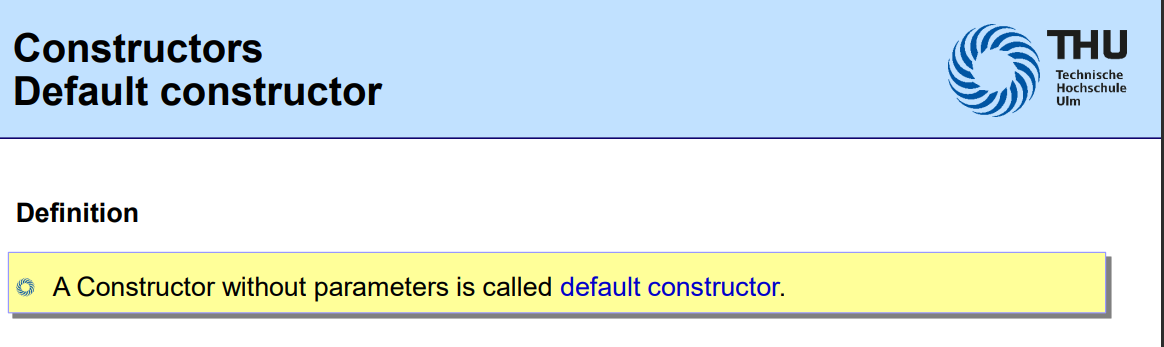 Constructors
Default constructor
THU
Technische
Hochschule
Ulm
Definition
A Constructor without parameters is called default constructor.